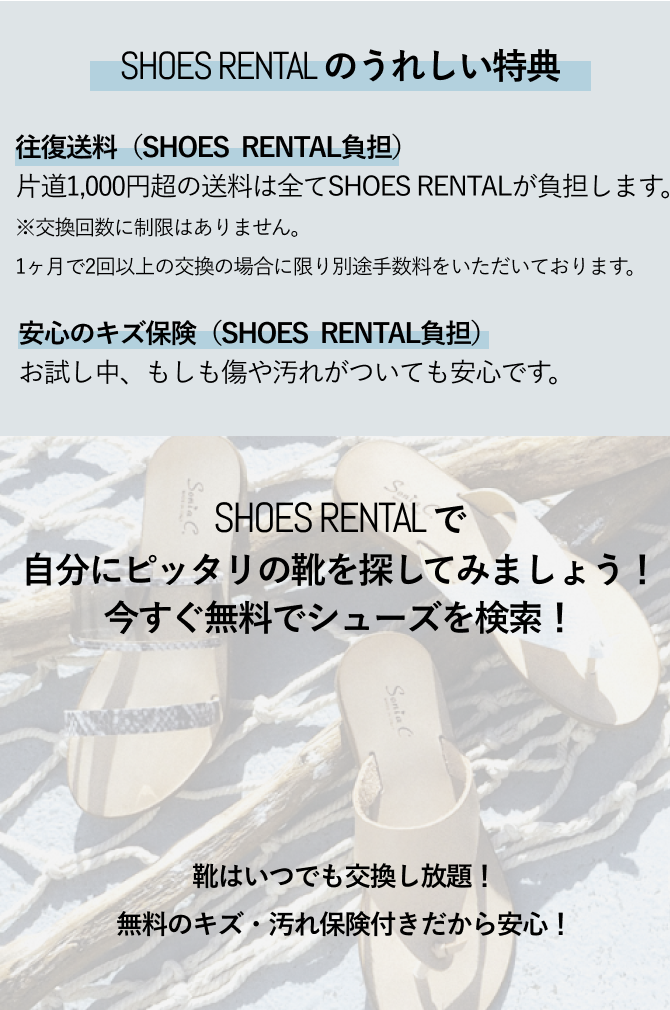 SHOES RENTAL のうれしい特典
往復送料（SHOES RENTAL負担）
片道1,000円超の送料は全てSHOES RENTALが負担します。
※交換回数に制限はありません。
1ヶ月で2回以上の交換の場合に限り別途手数料をいただいております。
安心のキズ保険（SHOES RENTAL負担）
お試し中、もしも傷や汚れがついても安心です。
Sonia C.
SHOES RENTAL で
自分にピッタリの靴を探してみましょう！
今すぐ無料でシューズを検索！
Sonia C.
靴はいつでも交換し放題！
無料のキズ・汚れ保険付きだから安心！